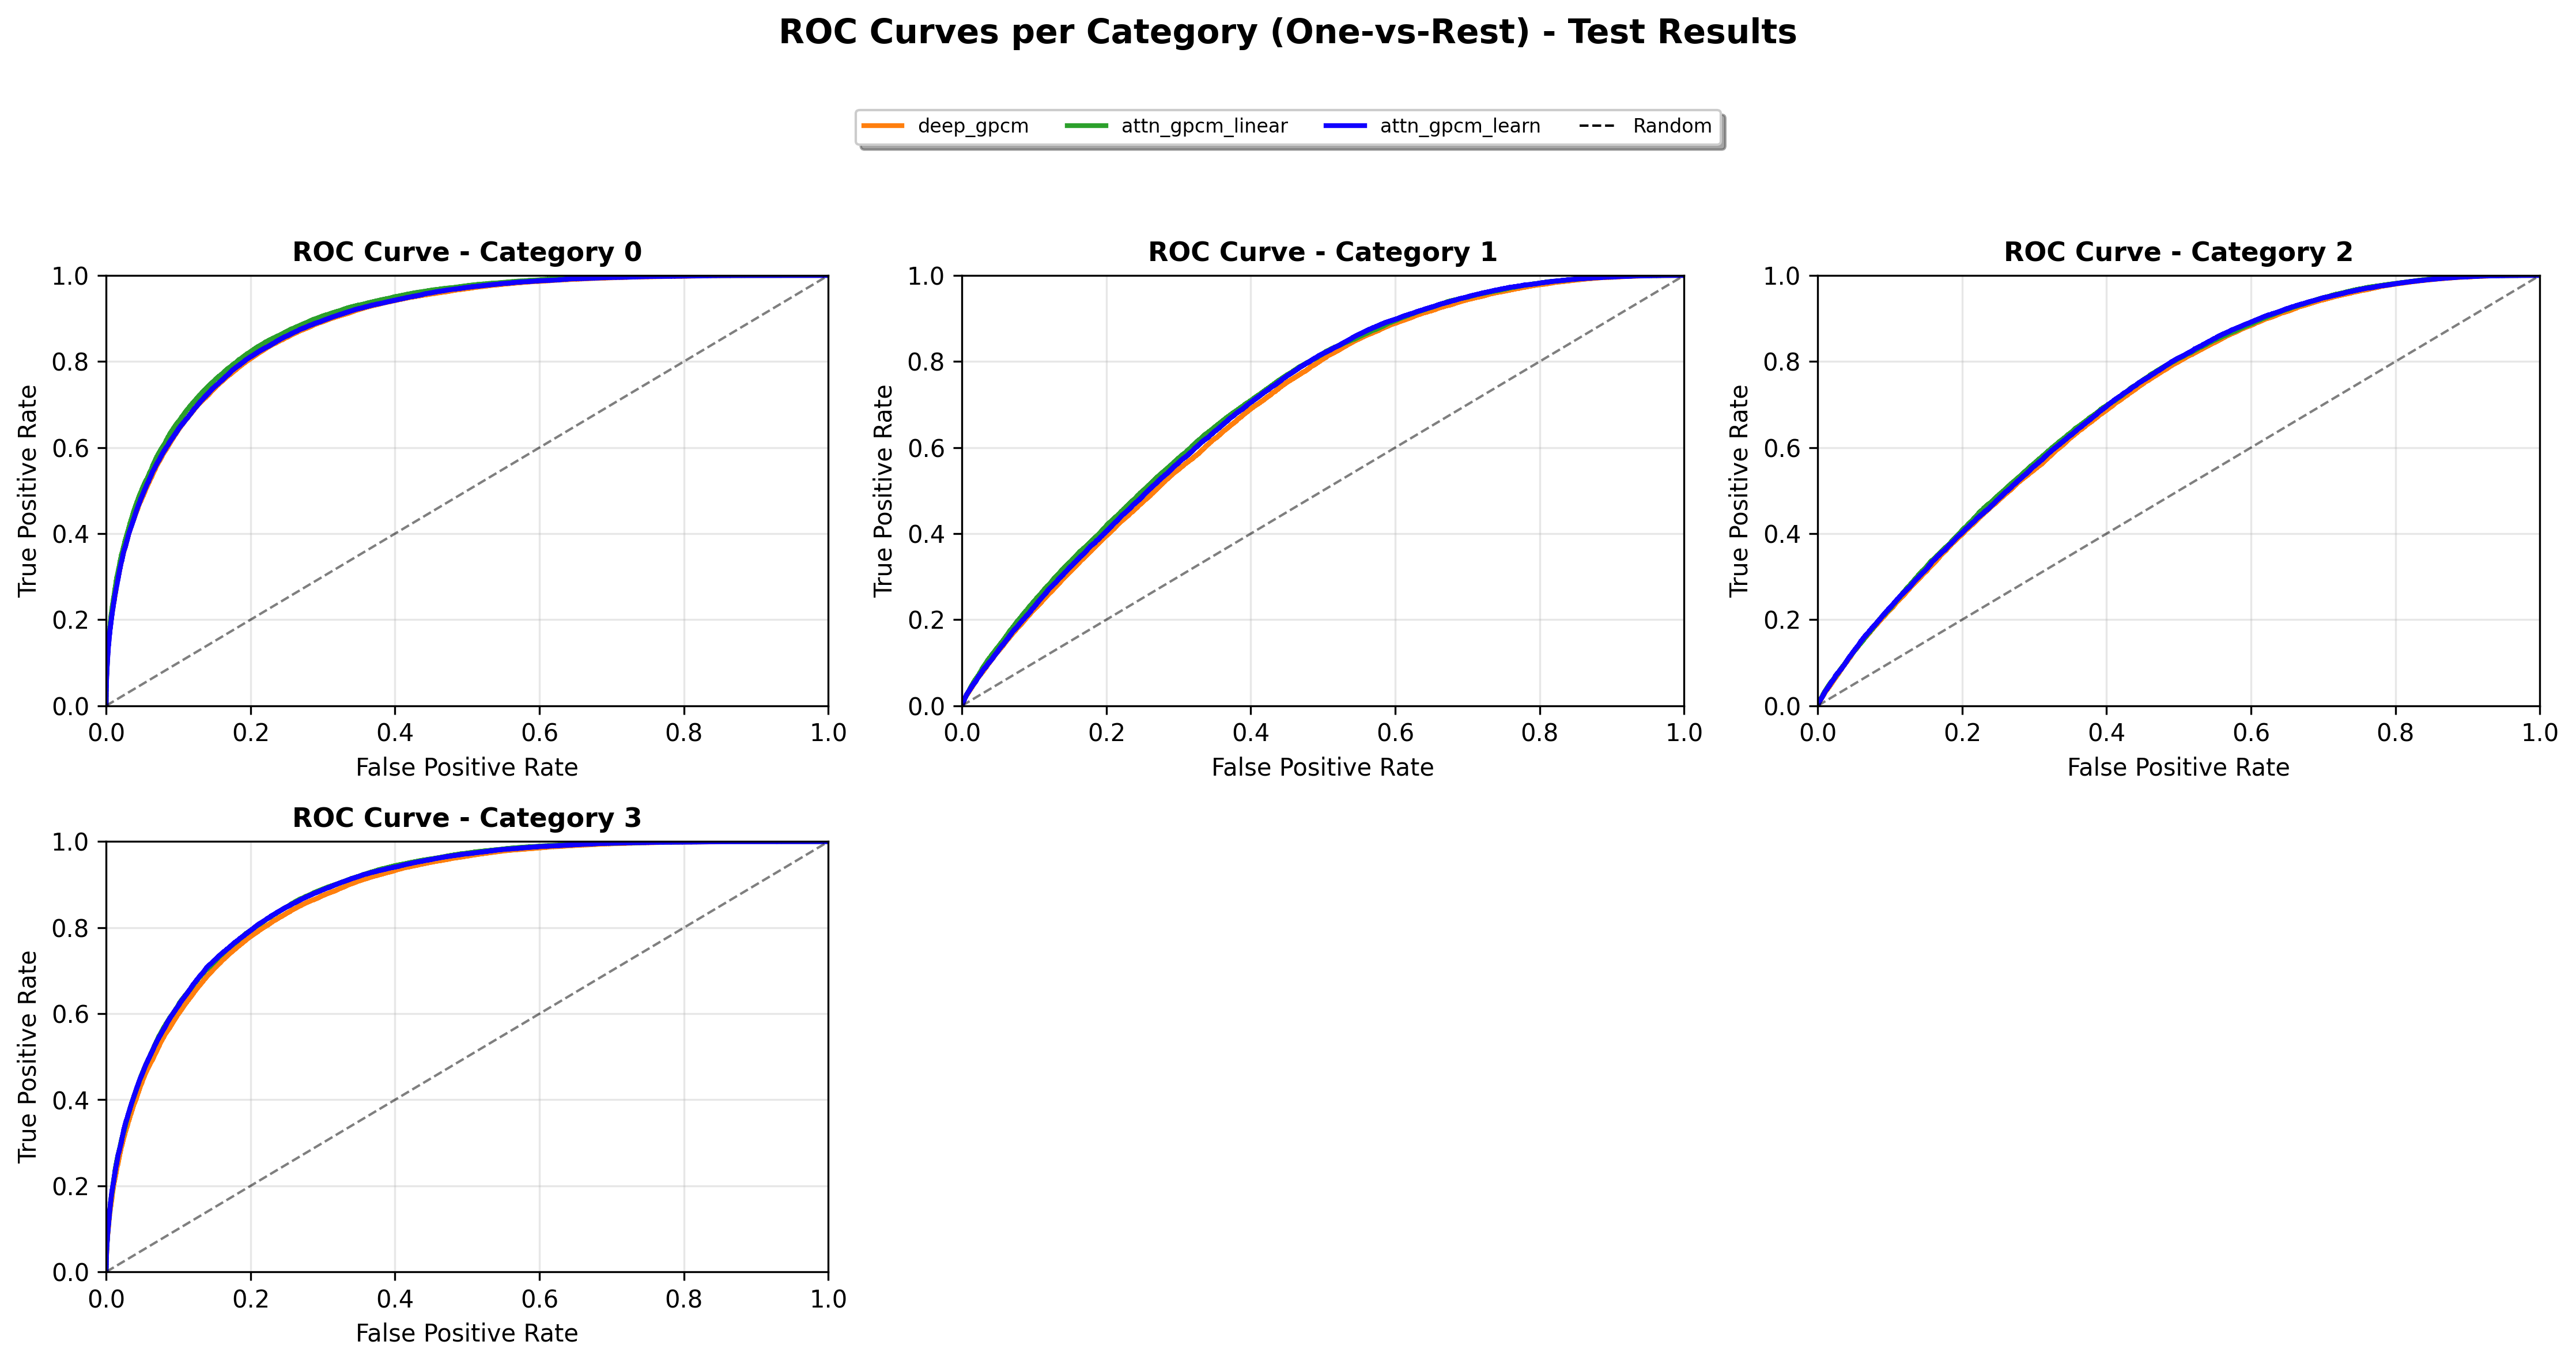 ROC Curves per Category (One-vs-Rest) - Test Results
deep_gpcm attn_gpcm_linear attn_gpcm_learn Random
ROC Curve - Category 0
True Positive Rate
1.0
0.8
0.6
0.4
0.2
0.0
0.0 0.2 0.4 0.6 0.8 1.0
False Positive Rate
ROC Curve - Category 1
True Positive Rate
1.0
0.8
0.6
0.4
0.2
0.0
0.0 0.2 0.4 0.6 0.8 1.0
False Positive Rate
ROC Curve - Category 2
True Positive Rate
1.0
0.8
0.6
0.4
0.2
0.0
0.0 0.2 0.4 0.6 0.8 1.0
False Positive Rate
ROC Curve - Category 3
True Positive Rate
1.0
0.8
0.6
0.4
0.2
0.0
0.0 0.2 0.4 0.6 0.8 1.0
False Positive Rate